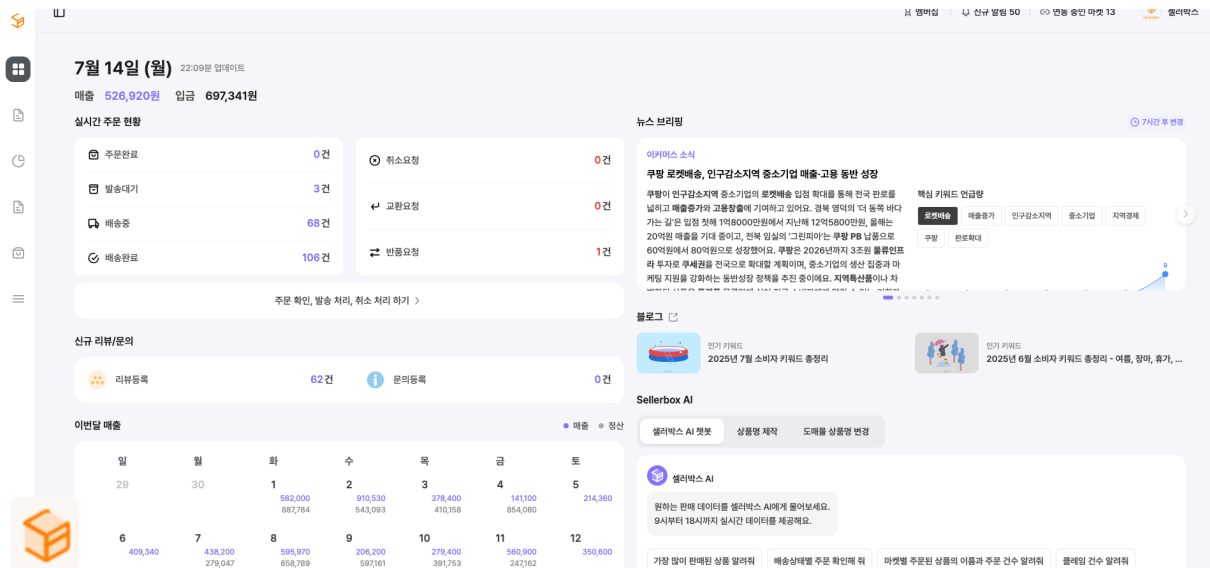 멤버십
신규 알림 50
연동 중인 마켓 13
셀러박스
7월 14일 (월) 22:09분 업데이트
매출 526,920원 입금 697,341원
실시간 주문 현황
주문완료 0건
발송대기 3건
배송중 68건
배송완료 106건
취소요청 0건
교환요청 0건
반품요청 1건
주문 확인, 발송 처리, 취소 처리 하기
신규 리뷰/문의
리뷰등록 62건
문의등록 0건
이번달 매출
매출 정산
일 월 화 수 목 금 토
29 30 1 2 3 4 5
582,000 910,530 378,400 141,100 214,360
887,784 543,093 410,158 854,080
6 7 8 9 10 11 12
409,340 438,200 595,970 206,200 279,400 560,900 350,600
279,047 658,789 597,161 391,753 247,162
뉴스 브리핑
7시간 후 변경
이커머스 소식
쿠팡 로켓배송, 인구감소지역 중소기업 매출·고용 동반 성장
쿠팡이 인구감소지역 중소기업의 로켓배송 입점 확대를 통해 전국 판로를
넓히고 매출증가와 고용창출에 기여하고 있어요. 경북 영덕의 '더 동쪽 바다
가는 길'은 입점 첫해 1억8000만원에서 지난해 12억5800만원, 올해는
20억원 매출을 기대 중이고, 전북 임실의 '그린피아'는 쿠팡 PB 납품으로
60억원에서 80억원으로 성장했어요. 쿠팡은 2026년까지 3조원 물류인프
라 투자로 쿠세권을 전국으로 확대할 계획이며, 중소기업의 생산 집중과 마
케팅 지원을 강화하는 동반성장 정책을 추진 중이에요. 지역특산품이나 차
핵심 키워드 언급량
로켓배송 매출증가 인구감소지역 중소기업 지역경제
쿠팡 판로확대
9
블로그
인기 키워드
2025년 7월 소비자 키워드 총정리
인기 키워드
2025년 6월 소비자 키워드 총정리 - 여름, 장마, 휴가, ...
Sellerbox AI
샐러박스 AI 챗봇 상품명 제작 도매몰 상품명 변경
셀러박스 AI
원하는 판매 데이터를 셀러박스 AI에게 물어보세요.
9시부터 18시까지 실시간 데이터를 제공해요.
가장 많이 판매된 상품 알려줘 배송상태별 주문 확인해 줘 마켓별 주문된 상품의 이름과 주문 건수 알려줘 클레임 건수 알려줘